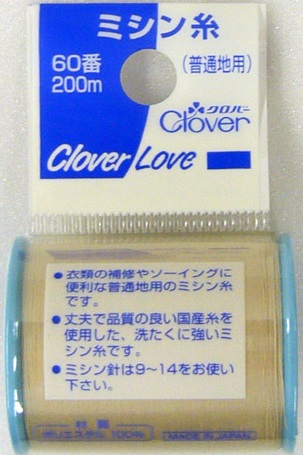 ミシン糸
60番
200m
(普通地用)
クロバー
Clover
Clover Love
●衣類の補修やソーイングに
便利な普通地用のミシン糸
です。
●丈夫で品質の良い国産糸を
使用した、洗たくに強いミ
シン糸です。
●ミシン針は9〜14をお使い
下さい。
材質
ポリエステル 100%
MADE IN JAPAN